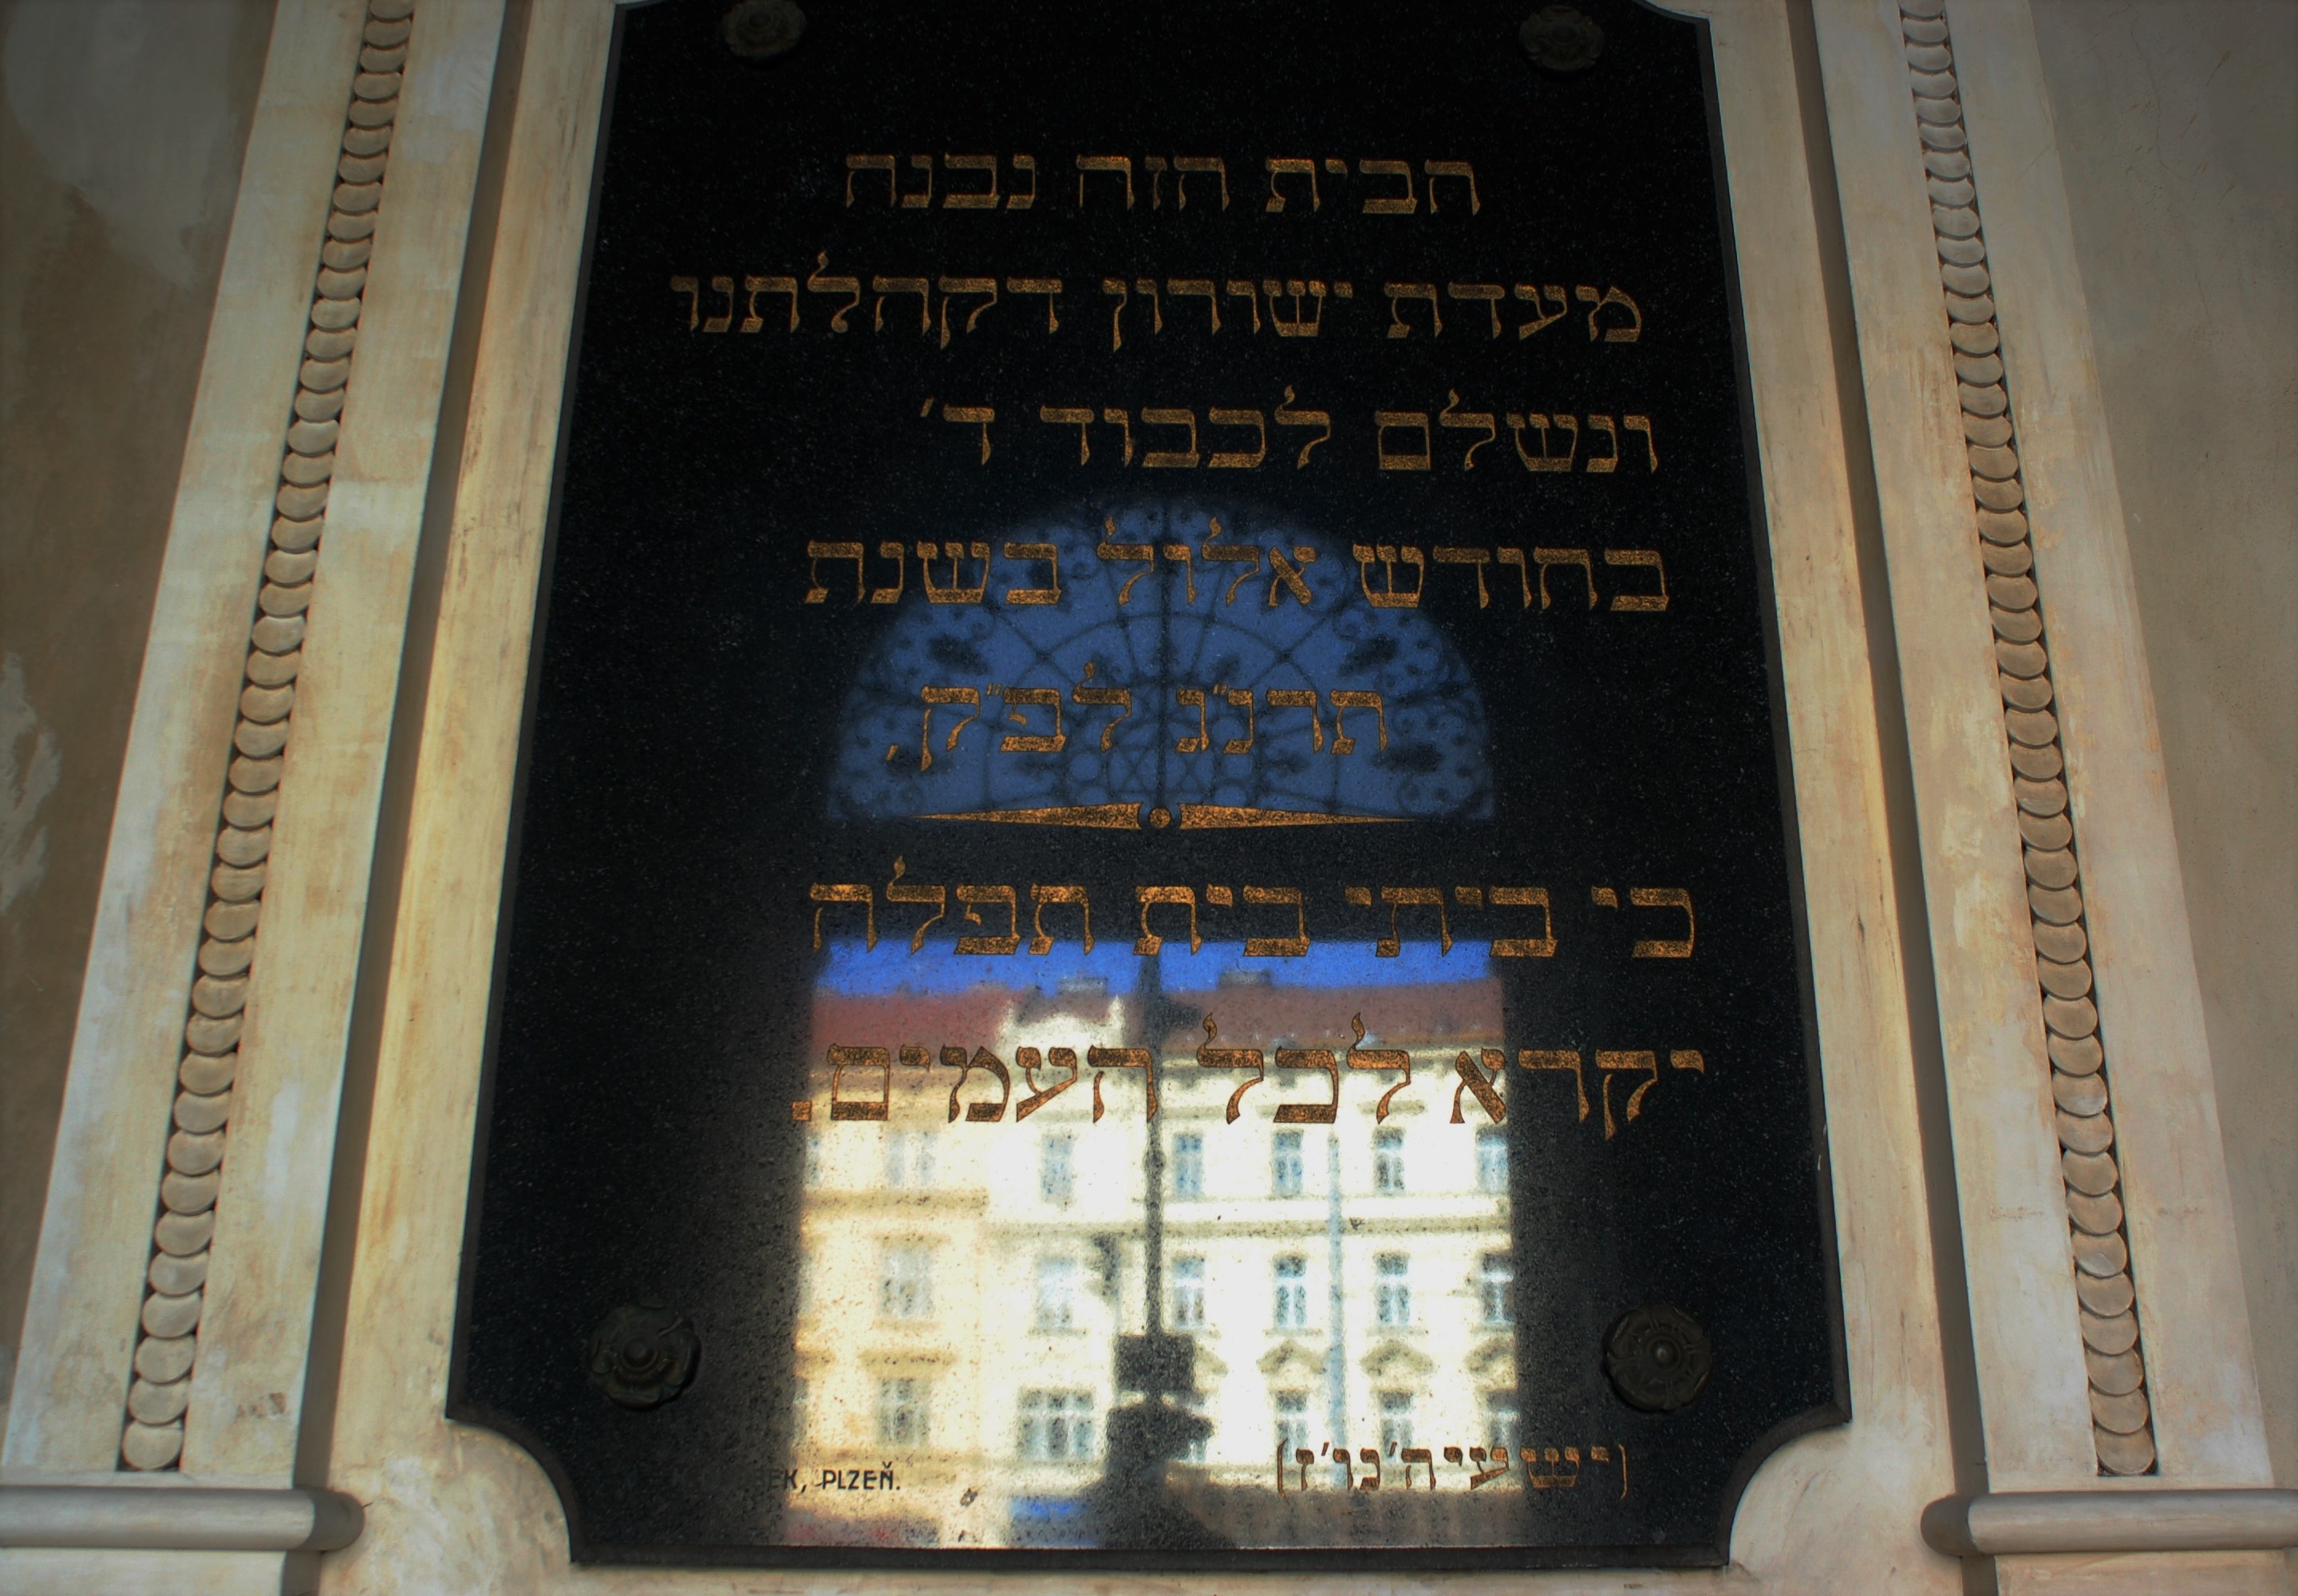 הבית הזה נבנה
מעדת ישורון דקהלתנו
ונשלם לכבוד ד׳
בחודש אלול בשנת
תרנ״ג לפ״ק,
כי ביתי בית תפלה
יקרא לכל העמים.
(ישעיה׳נו׳ז)
PLZEŇ.